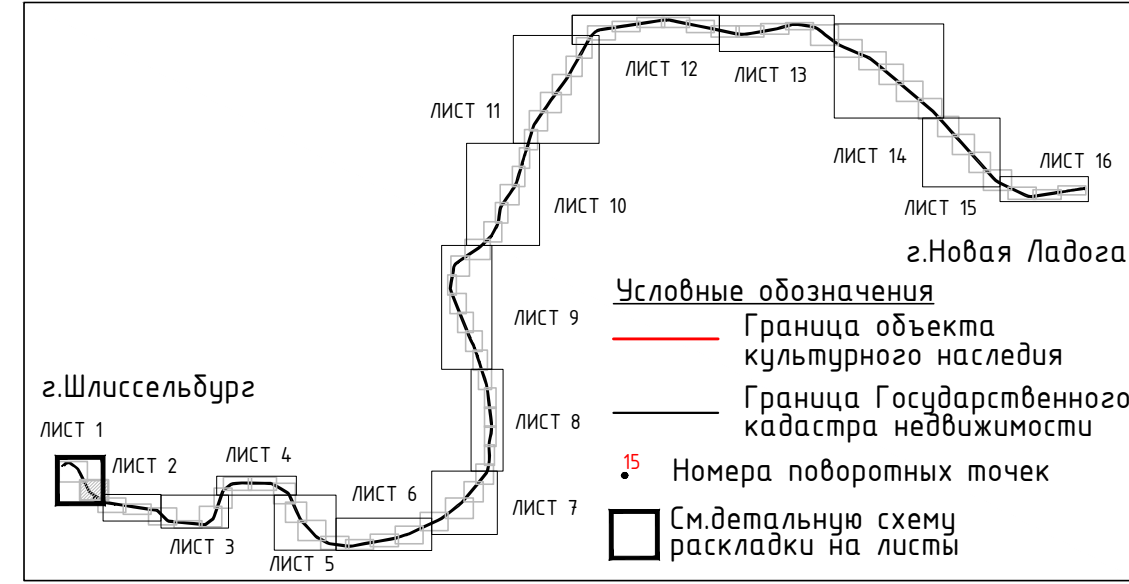 ЛИСТ 12
ЛИСТ 13
ЛИСТ 11
ЛИСТ 14
ЛИСТ 16
ЛИСТ 10
ЛИСТ 15
г.Новая Ладога
Условные обозначения
Граница объекта
культурного наследия
Граница Государственного
кадастра недвижимости
15
Номера поворотных точек
См.детальную схему
раскладки на листы
ЛИСТ 9
г.Шлиссельбург
ЛИСТ 8
ЛИСТ 1
ЛИСТ 2
ЛИСТ 4
ЛИСТ 6
ЛИСТ 7
ЛИСТ 3
ЛИСТ 5